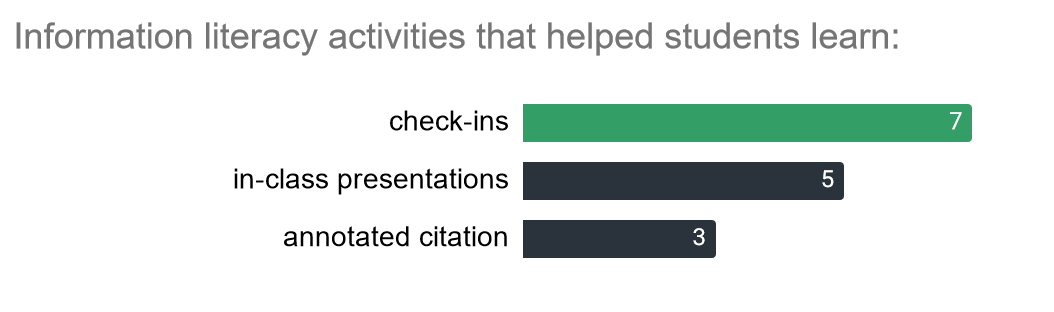 Information literacy activities that helped students learn:
check-ins 7
in-class presentations 5
annotated citation 3